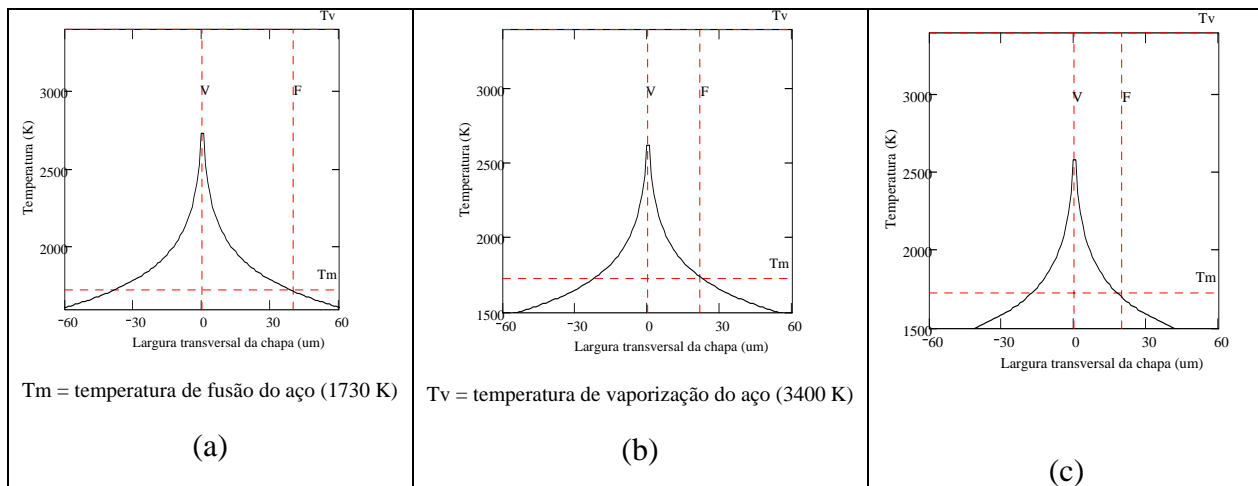 Tv
V
F
3000
2500
2000
Temperatura (K)
Tm
-60
-30
0
30
60
Largura transversal da chapa (um)
Tm = temperatura de fusão do aço (1730 K)
(a)
Tv
V
F
3000
2500
2000
1500
Temperatura (K)
Tm
-60
-30
0
30
60
Largura transversal da chapa (um)
Tv = temperatura de vaporização do aço (3400 K)
(b)
Tv
V
F
3000
2500
2000
1500
Temperatura (K)
Tm
-60
-30
0
30
60
Largura transversal da chapa (um)
(c)